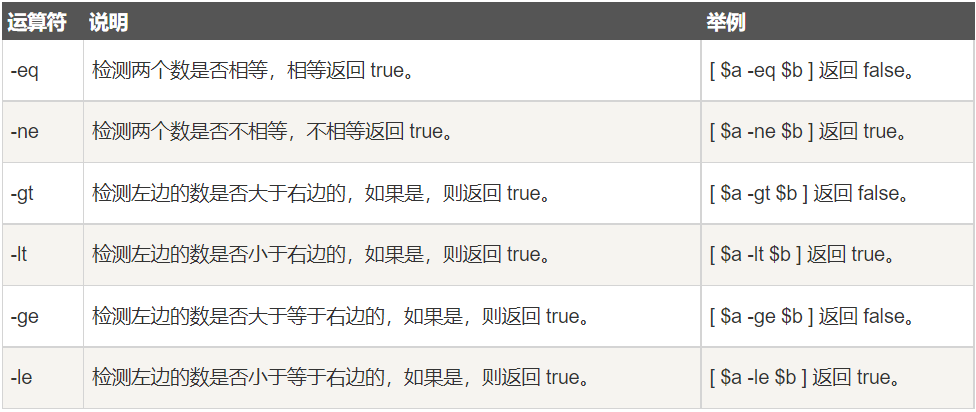 运算符 说明 举例
-eq 检测两个数是否相等，相等返回 true。 [ $a -eq $b ] 返回 false。
-ne 检测两个数是否不相等，不相等返回 true。 [ $a -ne $b ] 返回 true。
-gt 检测左边的数是否大于右边的，如果是，则返回 true。 [ $a -gt $b ] 返回 false。
-lt 检测左边的数是否小于右边的，如果是，则返回 true。 [ $a -lt $b ] 返回 true。
-ge 检测左边的数是否大于等于右边的，如果是，则返回 true。 [ $a -ge $b ] 返回 false。
-le 检测左边的数是否小于等于右边的，如果是，则返回 true。 [ $a -le $b ] 返回 true。